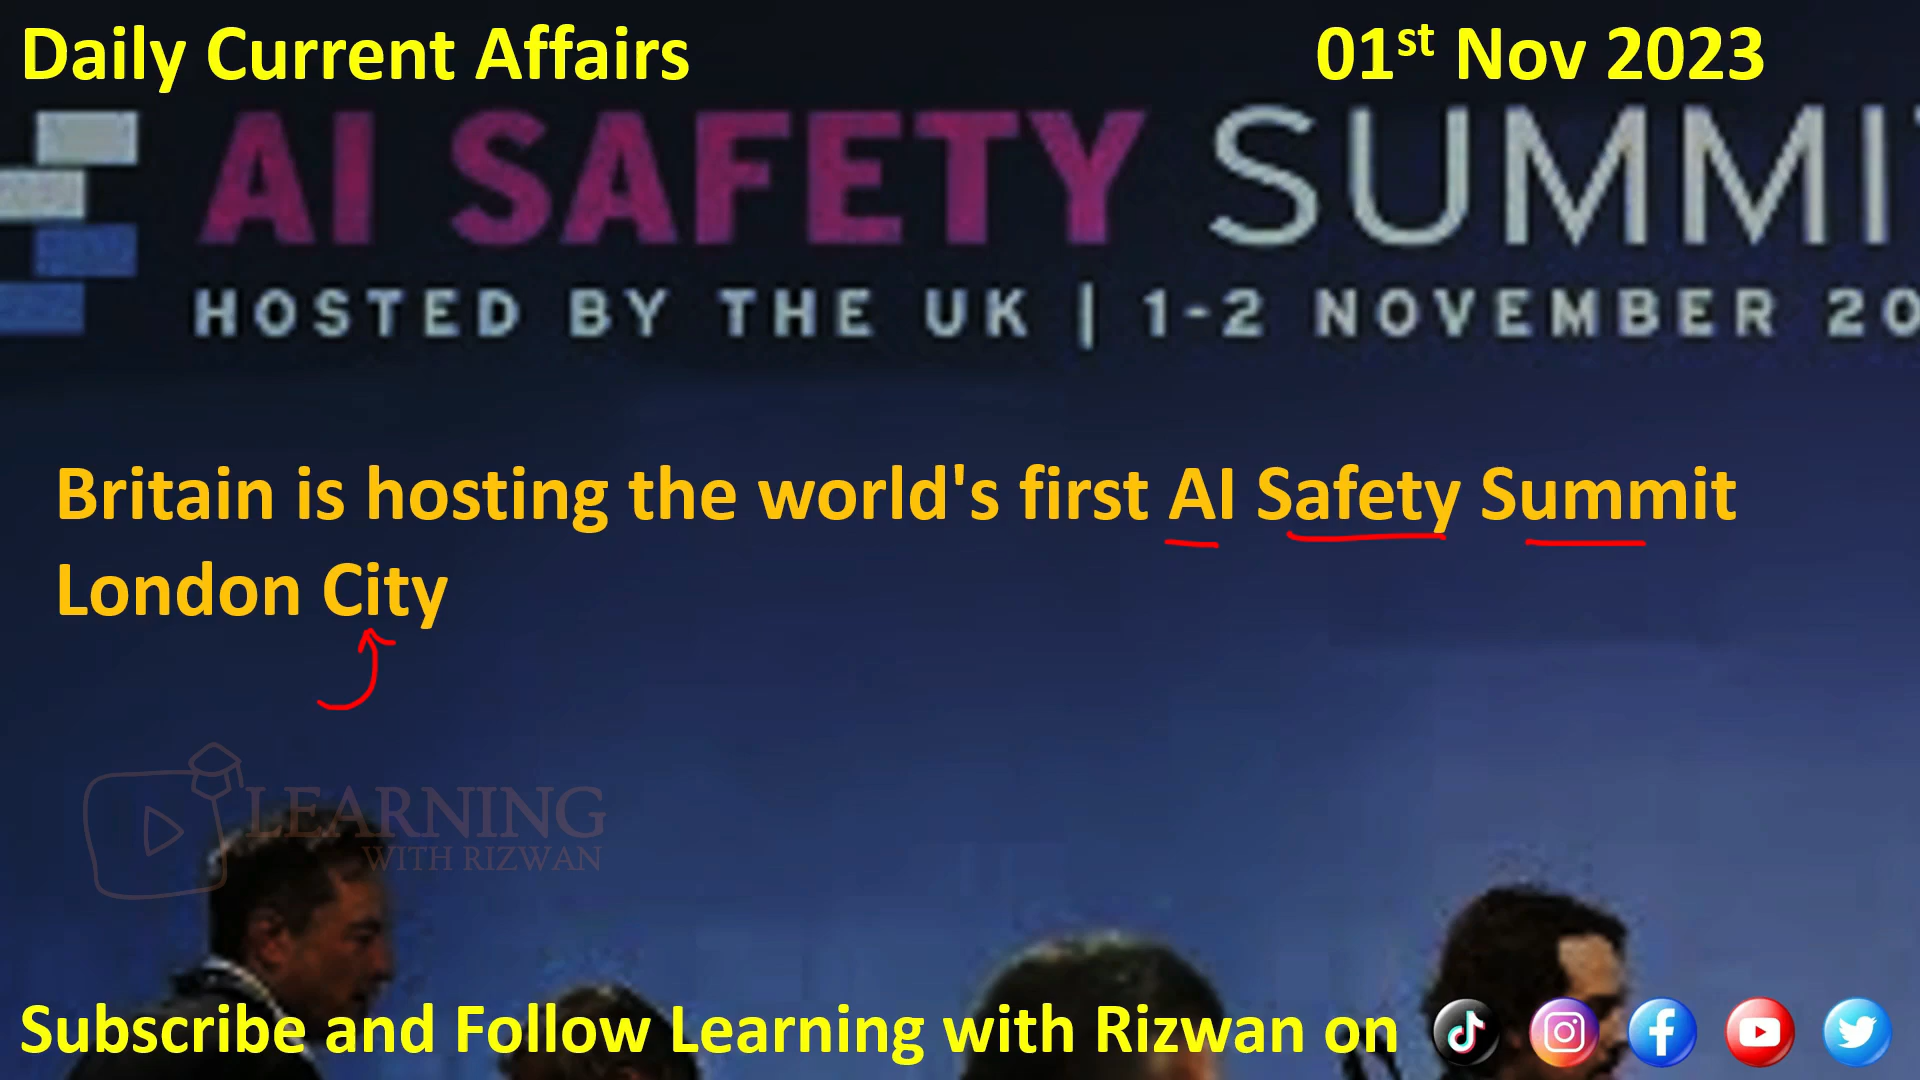 Daily Current Affairs 01st Nov 2023
AI SAFETY SUMMIT
HOSTED BY THE UK | 1-2 NOVEMBER 20
Britain is hosting the world's first AI Safety Summit
London City
LEARNING
WITH RIZWAN
Subscribe and Follow Learning with Rizwan on